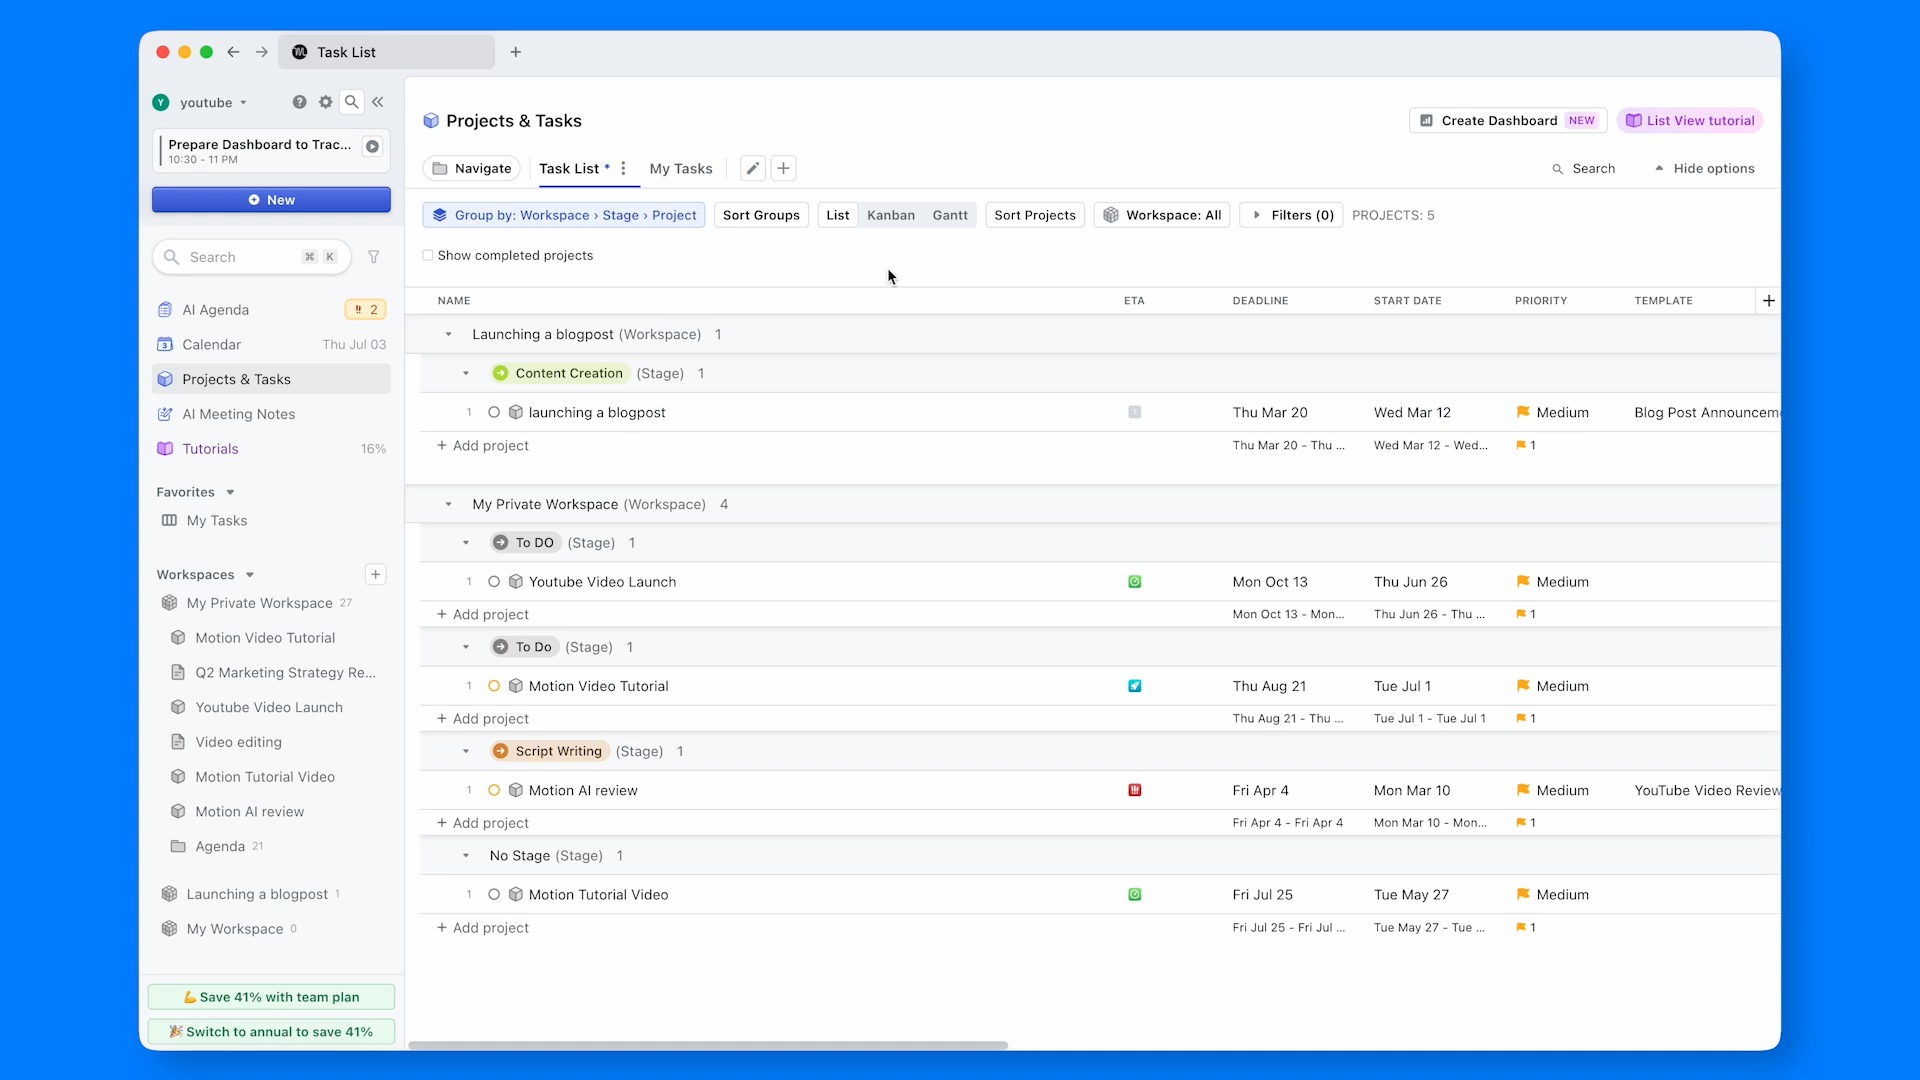 Task List
Y youtube
Prepare Dashboard to Trac...
10:30 - 11 PM
New
Search ⌘ K
AI Agenda !! 2
3 Calendar Thu Jul 03
Projects & Tasks
AI Meeting Notes
Tutorials 16%
Favorites
My Tasks
Workspaces
My Private Workspace 27
Motion Video Tutorial
Q2 Marketing Strategy Re...
Youtube Video Launch
Video editing
Motion Tutorial Video
Motion AI review
Agenda 21
Launching a blogpost 1
My Workspace 0
Save 41% with team plan
Switch to annual to save 41%
Projects & Tasks
Create Dashboard NEW
List View tutorial
Navigate Task List * My Tasks
Search Hide options
Group by: Workspace › Stage › Project Sort Groups List Kanban Gantt Sort Projects Workspace: All Filters (0) PROJECTS: 5
Show completed projects
NAME ETA DEADLINE START DATE PRIORITY TEMPLATE
Launching a blogpost (Workspace) 1
Content Creation (Stage) 1
1 launching a blogpost Thu Mar 20 Wed Mar 12 Medium Blog Post Announcem
+ Add project Thu Mar 20 - Thu ... Wed Mar 12 - Wed... 1
My Private Workspace (Workspace) 4
To DO (Stage) 1
1 Youtube Video Launch Mon Oct 13 Thu Jun 26 Medium
+ Add project Mon Oct 13 - Mon... Thu Jun 26 - Thu ... 1
To Do (Stage) 1
1 Motion Video Tutorial Thu Aug 21 Tue Jul 1 Medium
+ Add project Thu Aug 21 - Thu ... Tue Jul 1 - Tue Jul 1 1
Script Writing (Stage) 1
1 Motion AI review !!! Fri Apr 4 Mon Mar 10 Medium YouTube Video Review
+ Add project Fri Apr 4 - Fri Apr 4 Mon Mar 10 - Mon... 1
No Stage (Stage) 1
1 Motion Tutorial Video Fri Jul 25 Tue May 27 Medium
+ Add project Fri Jul 25 - Fri Jul ... Tue May 27 - Tue ... 1